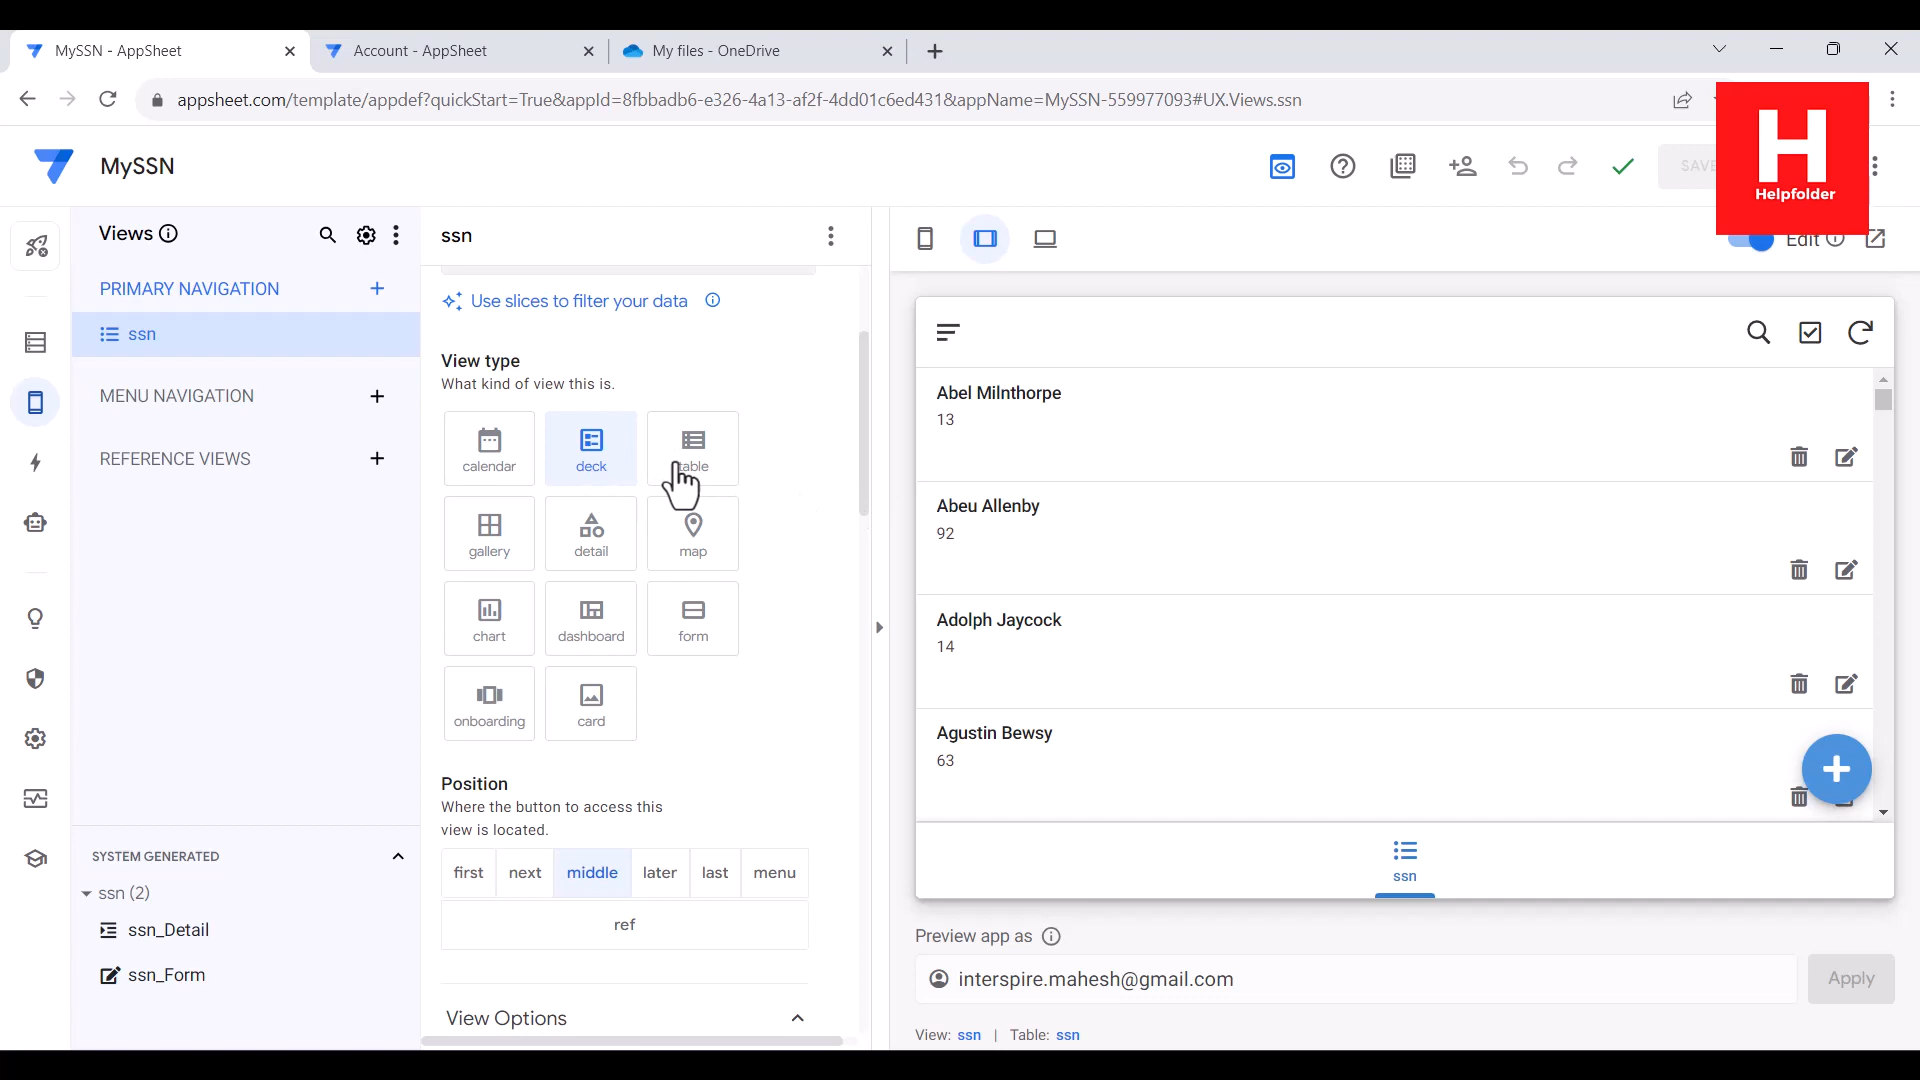 MySSN - AppSheet
Account - AppSheet
My files - OneDrive
appsheet.com/template/appdef?quickStart=True&appId=8fbbadb6-e326-4a13-af2f-4dd01c6ed431&appName=MySSN-559977093#UX.Views.ssn
MySSN
SAVE
H
Helpfolder
Views
PRIMARY NAVIGATION
ssn
MENU NAVIGATION
REFERENCE VIEWS
SYSTEM GENERATED
ssn (2)
ssn_Detail
ssn_Form
ssn
Use slices to filter your data
View type
What kind of view this is.
calendar
deck
table
gallery
detail
map
chart
dashboard
form
onboarding
card
Position
Where the button to access this
view is located.
first next middle later last menu
ref
View Options
Edit
Abel Milnthorpe
13
Abeu Allenby
92
Adolph Jaycock
14
Agustin Bewsy
63
ssn
Preview app as
interspire.mahesh@gmail.com
Apply
View: ssn | Table: ssn